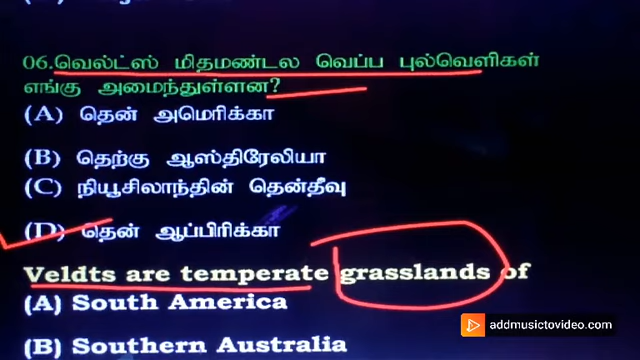 06.வெல்ட்ஸ் மிதமண்டல வெப்ப புல்வெளிகள்
எங்கு அமைந்துள்ளன?
(A) தென் அமெரிக்கா
(B) தெற்கு ஆஸ்திரேலியா
(C) நியூசிலாந்தின் தென்தீவு
(D) தென் ஆப்பிரிக்கா
Veldts are temperate grasslands of
(A) South America
(B) Southern Australia
addmusictovideo.com